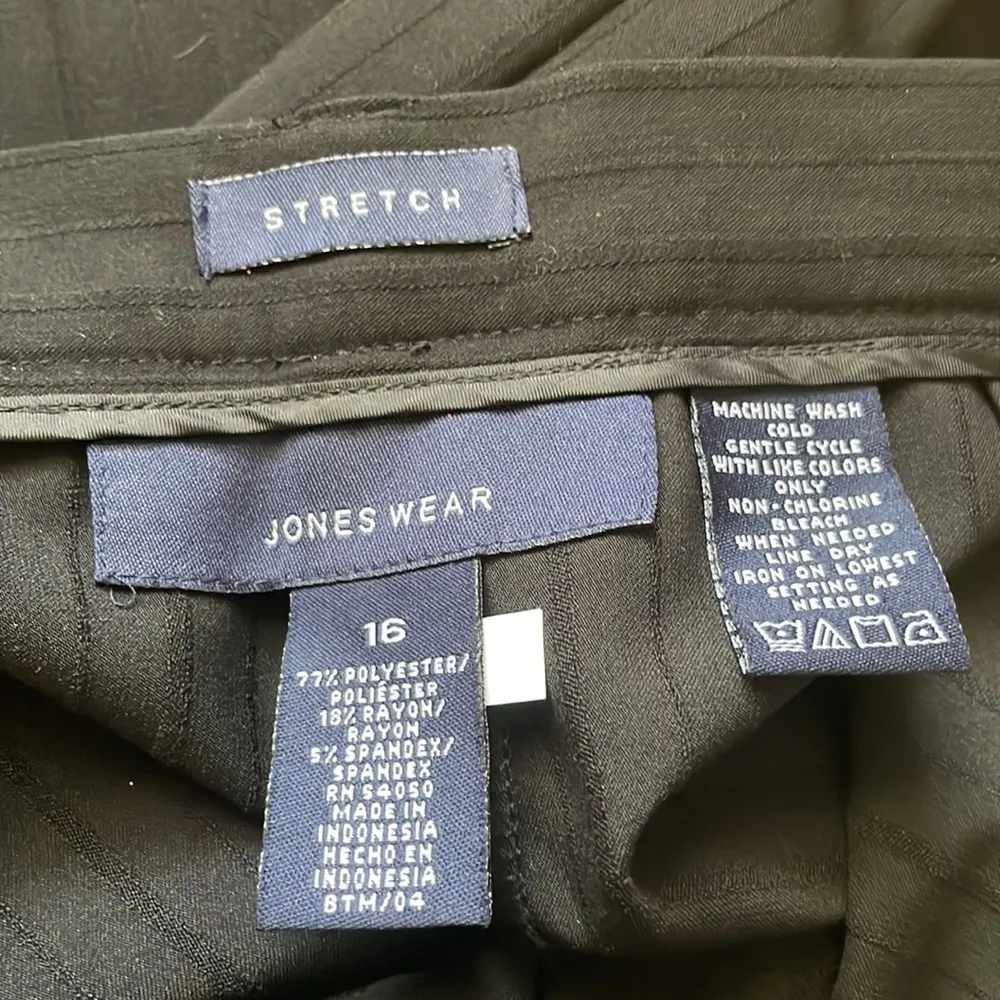 STRETCH
JONES WEAR
16
77% POLYESTER/
POLIÉSTER
18% RAYON/
RAYON
5% SPANDEX/
SPANDEX
RN 54050
MADE IN
INDONESIA
HECHO EN
INDONESIA
BTM/04
MACHINE WASH
COLD
GENTLE CYCLE
WITH LIKE COLORS
ONLY
NON-CHLORINE
BLEACH
WHEN NEEDED
LINE DRY
IRON ON LOWEST
SETTING AS
NEEDED